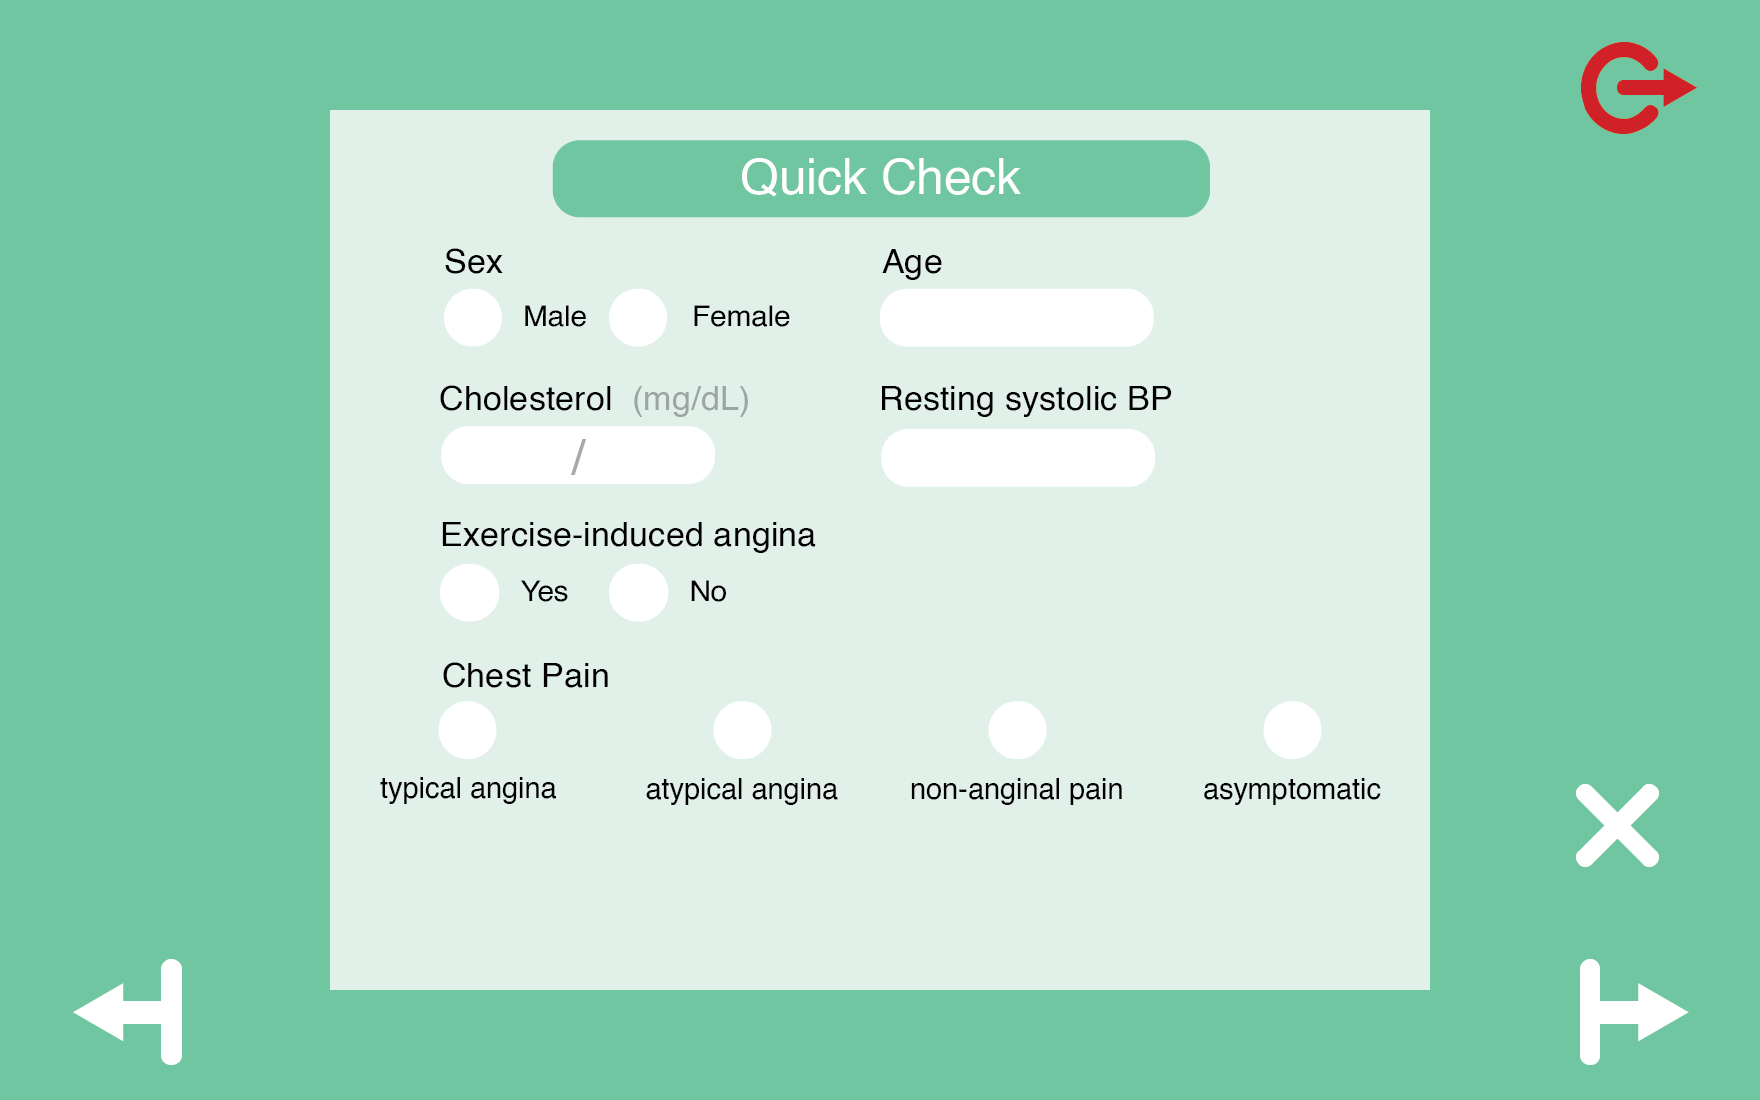 Quick Check
Sex
Male Female
Age
Cholesterol (mg/dL)
/
Resting systolic BP
Exercise-induced angina
Yes No
Chest Pain
typical angina atypical angina non-anginal pain asymptomatic